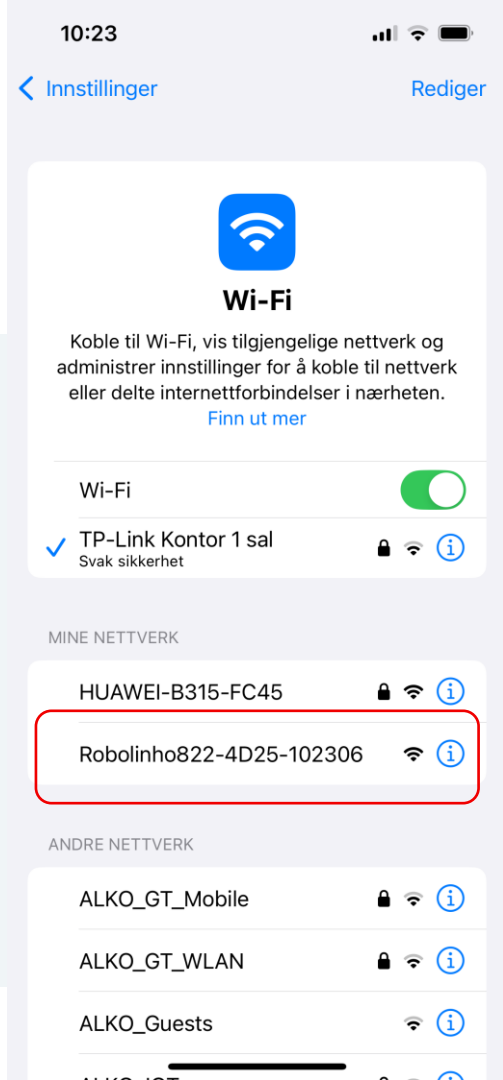 10:23
Innstillinger
Rediger
Wi-Fi
Koble til Wi-Fi, vis tilgjengelige nettverk og
administrer innstillinger for å koble til nettverk
eller delte internettforbindelser i nærheten.
Finn ut mer
Wi-Fi
TP-Link Kontor 1 sal
Svak sikkerhet
MINE NETTVERK
HUAWEI-B315-FC45
Robolinho822-4D25-102306
ANDRE NETTVERK
ALKO_GT_Mobile
ALKO_GT_WLAN
ALKO_Guests